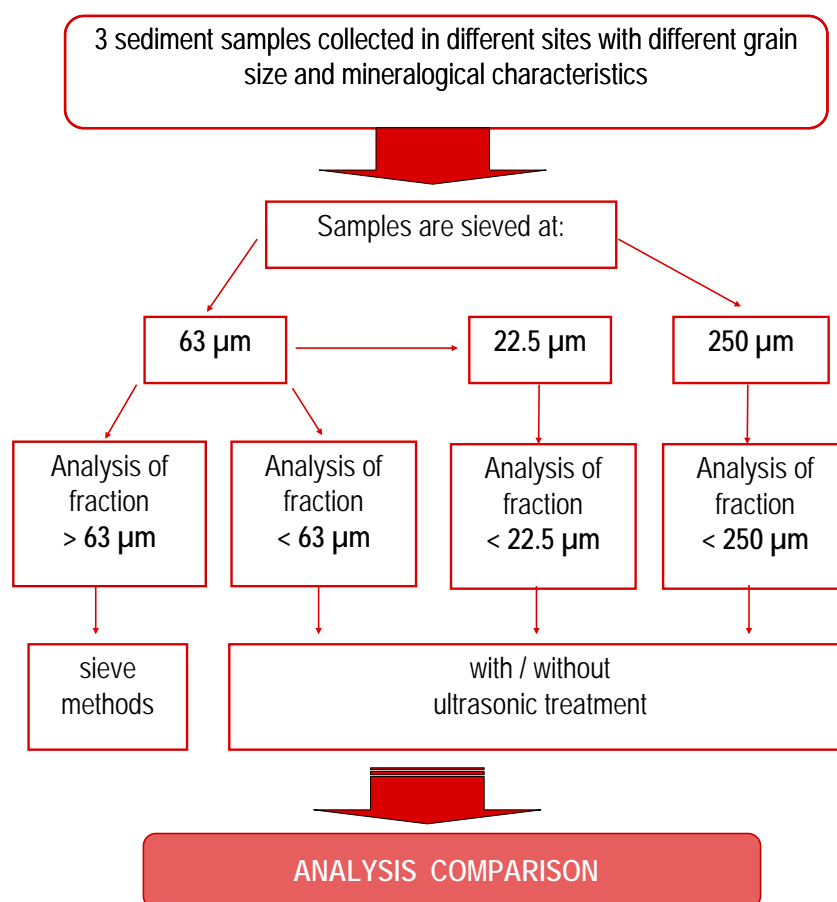 3 sediment samples collected in different sites with different grain
size and mineralogical characteristics
Samples are sieved at:
63 µm
22.5 µm
250 µm
Analysis of
fraction
> 63 µm
Analysis of
fraction
< 63 µm
Analysis of
fraction
< 22.5 µm
Analysis of
fraction
< 250 µm
sieve
methods
with / without
ultrasonic treatment
ANALYSIS COMPARISON